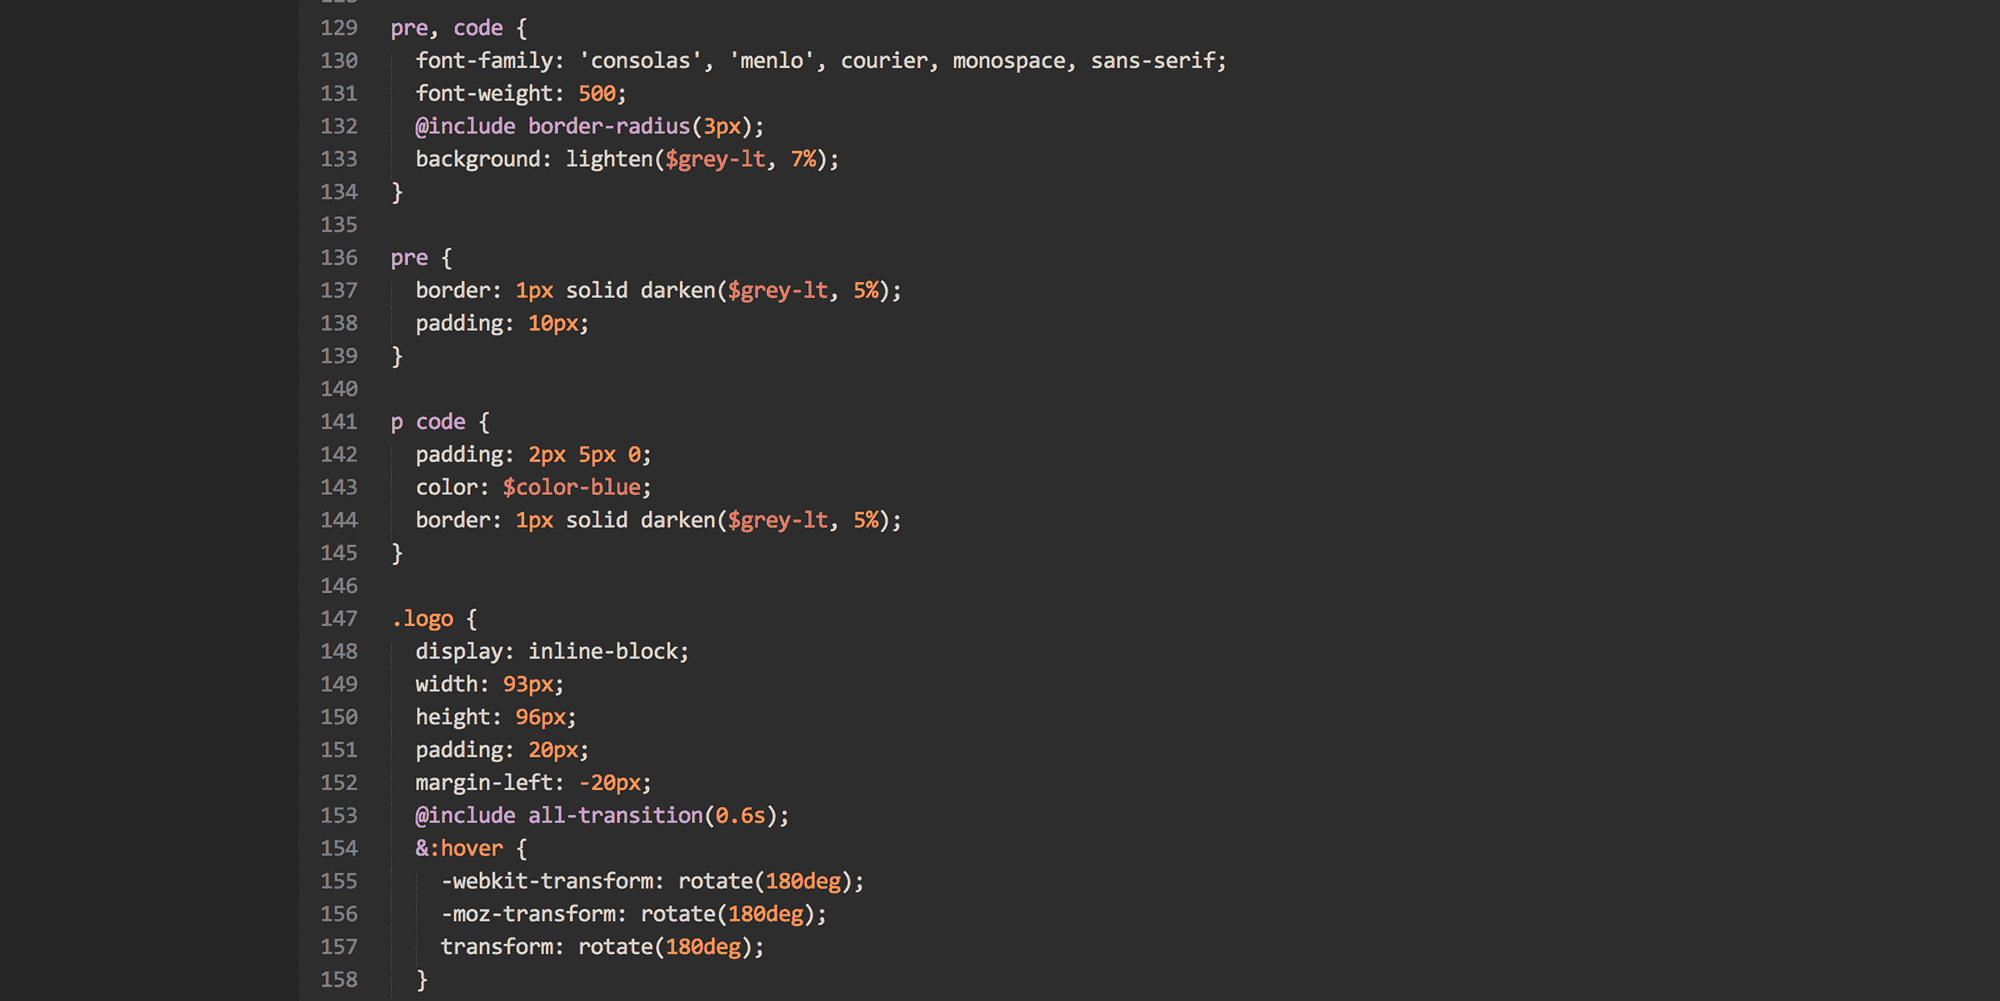 129 pre, code {
130 font-family: 'consolas', 'menlo', courier, monospace, sans-serif;
131 font-weight: 500;
132 @include border-radius(3px);
133 background: lighten($grey-lt, 7%);
134 }
135
136 pre {
137 border: 1px solid darken($grey-lt, 5%);
138 padding: 10px;
139 }
140
141 p code {
142 padding: 2px 5px 0;
143 color: $color-blue;
144 border: 1px solid darken($grey-lt, 5%);
145 }
146
147 .logo {
148 display: inline-block;
149 width: 93px;
150 height: 96px;
151 padding: 20px;
152 margin-left: -20px;
153 @include all-transition(0.6s);
154 &:hover {
155 -webkit-transform: rotate(180deg);
156 -moz-transform: rotate(180deg);
157 transform: rotate(180deg);
158 }